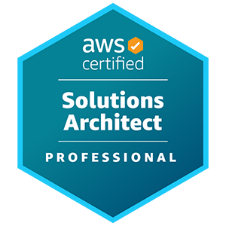 aws
certified
Solutions
Architect
PROFESSIONAL